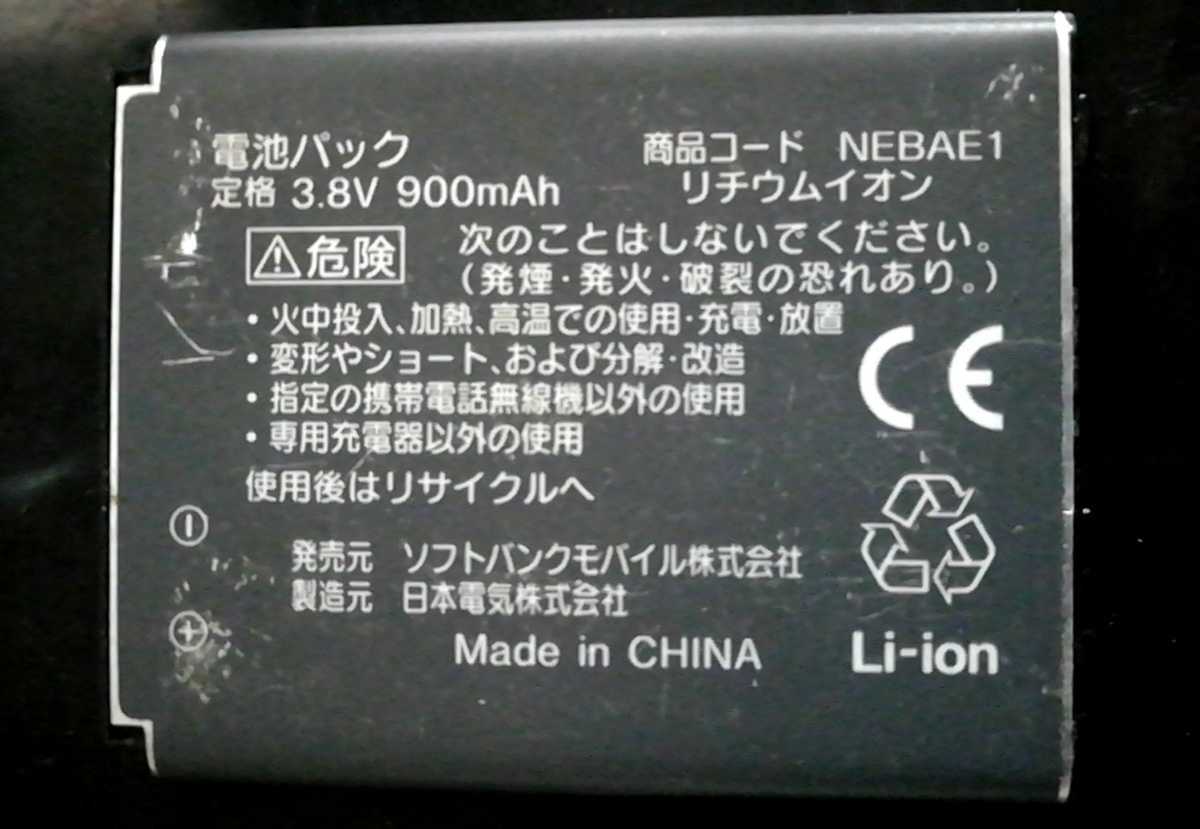 電池パック 商品コード NEBAE1
定格 3.8V 900mAh リチウムイオン
⚠危険 次のことはしないでください。
(発煙・発火・破裂の恐れあり。)
・火中投入、加熱、高温での使用・充電・放置
・変形やショート、および分解・改造
・指定の携帯電話無線機以外の使用
・専用充電器以外の使用
CE
使用後はリサイクルへ
発売元 ソフトバンクモバイル株式会社
製造元 日本電気株式会社
Made in CHINA
Li-ion